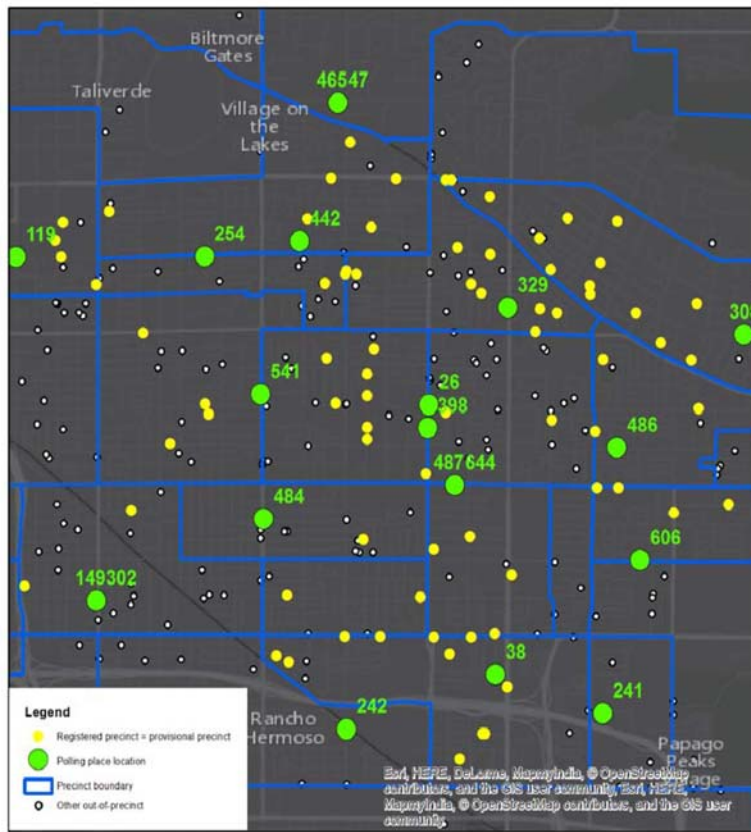 Biltmore
Gates
46547
Taliverde
Village on
the
Lakes
119
254
442
329
30
541
26
398
486
487644
484
606
149302
38
241
242
Rancho
Hermoso
Papago
Peaks
Village
Legend
Registered precinct = provisional precinct
Polling place location
Precinct boundary
Other out-of-precinct
Esri, HERE, DeLorme, MapmyIndia, © OpenStreetMap
contributors, and the GIS user community, Esri, HERE,
MapmyIndia, © OpenStreetMap contributors, and the GIS user
community